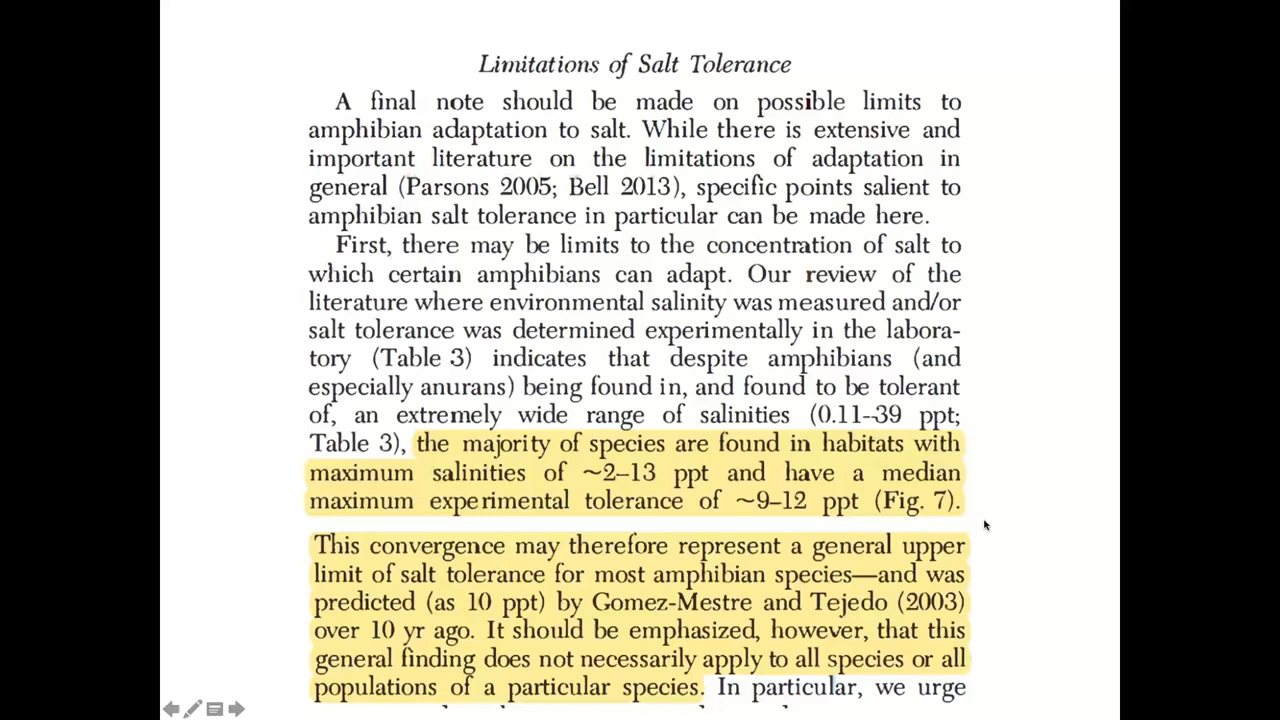 Limitations of Salt Tolerance
A final note should be made on possible limits to
amphibian adaptation to salt. While there is extensive and
important literature on the limitations of adaptation in
general (Parsons 2005; Bell 2013), specific points salient to
amphibian salt tolerance in particular can be made here.
First, there may be limits to the concentration of salt to
which certain amphibians can adapt. Our review of the
literature where environmental salinity was measured and/or
salt tolerance was determined experimentally in the labora-
tory (Table 3) indicates that despite amphibians (and
especially anurans) being found in, and found to be tolerant
of, an extremely wide range of salinities (0.11–39 ppt;
Table 3), the majority of species are found in habitats with
maximum salinities of ~2–13 ppt and have a median
maximum experimental tolerance of ~9–12 ppt (Fig. 7).
This convergence may therefore represent a general upper
limit of salt tolerance for most amphibian species—and was
predicted (as 10 ppt) by Gomez-Mestre and Tejedo (2003)
over 10 yr ago. It should be emphasized, however, that this
general finding does not necessarily apply to all species or all
populations of a particular species. In particular, we urge